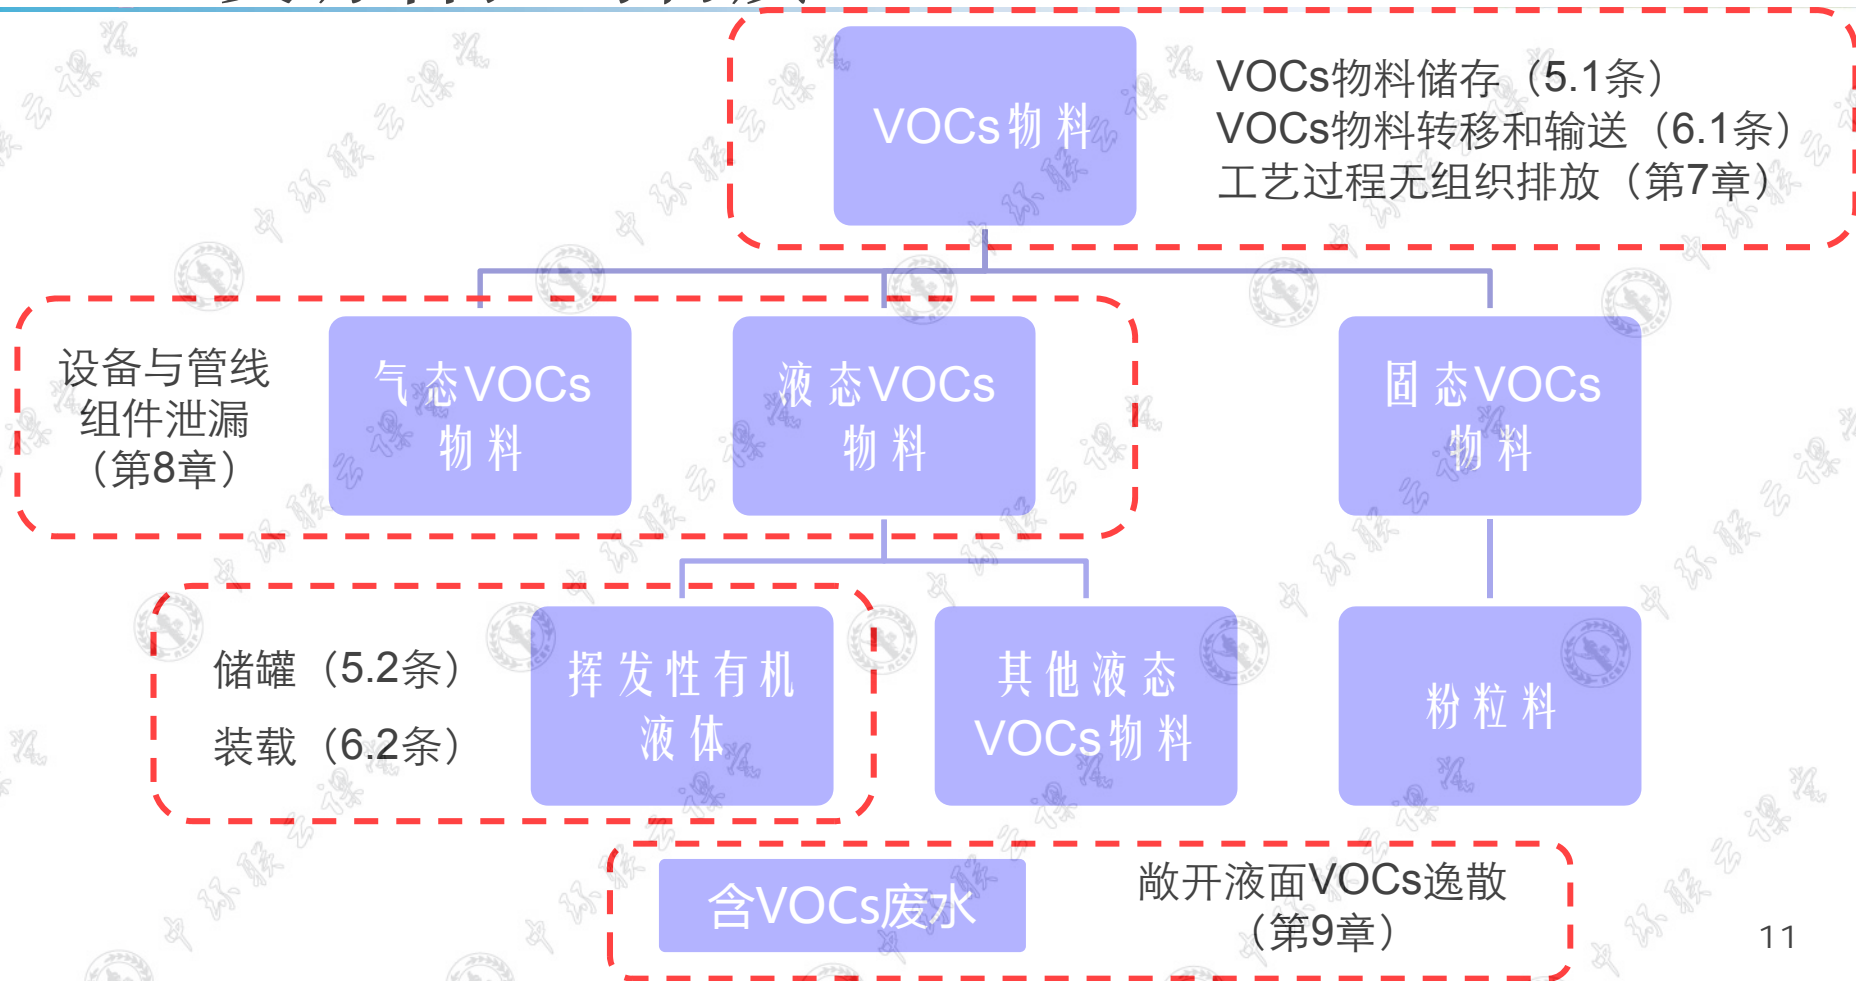 VOCs物料
VOCs物料储存（5.1条）
VOCs物料转移和输送（6.1条）
工艺过程无组织排放（第7章）
设备与管线
组件泄漏
（第8章）
气态VOCs
物料
液态VOCs
物料
固态VOCs
物料
储罐（5.2条）
装载（6.2条）
挥发性有机
液体
其他液态
VOCs物料
粉粒料
含VOCs废水
敞开液面VOCs逸散
（第9章）
11